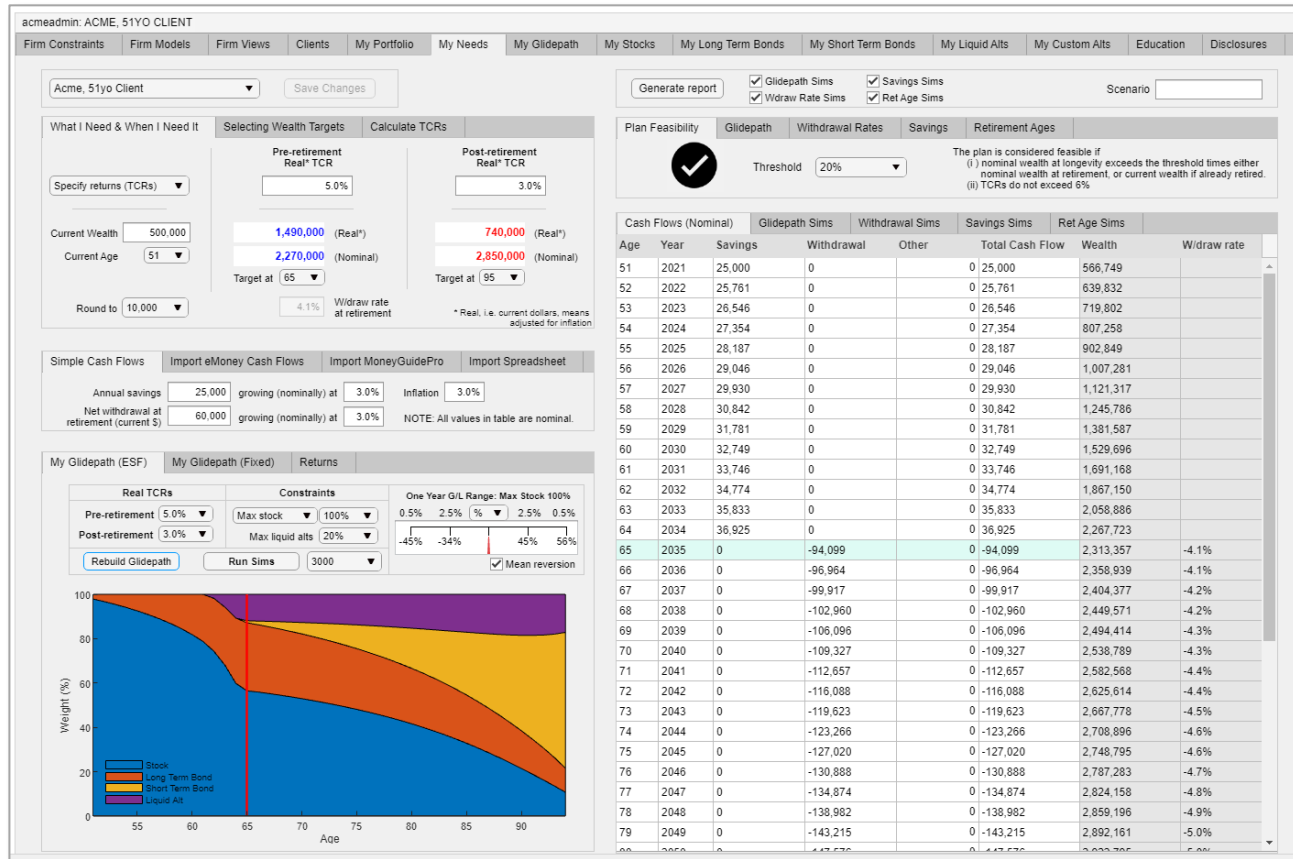 acmeadmin: ACME, 51YO CLIENT
Firm Constraints Firm Models Firm Views Clients My Portfolio My Needs My Glidepath My Stocks My Long Term Bonds My Short Term Bonds My Liquid Alts My Custom Alts Education Disclosures
Acme, 51yo Client Save Changes
What I Need & When I Need It Selecting Wealth Targets Calculate TCRs
Pre-retirement Post-retirement
Real* TCR Real* TCR
Specify returns (TCRs) 5.0% 3.0%
Current Wealth 500,000 1,490,000 (Real*) 740,000 (Real*)
Current Age 51 2,270,000 (Nominal) 2,850,000 (Nominal)
Target at 65 Target at 95
Round to 10,000 4.1% W/draw rate
at retirement
* Real, i.e. current dollars, means
adjusted for inflation
Simple Cash Flows Import eMoney Cash Flows Import MoneyGuidePro Import Spreadsheet
Annual savings 25,000 growing (nominally) at 3.0% Inflation 3.0%
Net withdrawal at
retirement (current $) 60,000 growing (nominally) at 3.0% NOTE: All values in table are nominal.
My Glidepath (ESF) My Glidepath (Fixed) Returns
Real TCRs Constraints One Year G/L Range: Max Stock 100%
Pre-retirement 5.0% Max stock 100% 0.5% 2.5% % 2.5% 0.5%
Post-retirement 3.0% Max liquid alts 20% -45% -34% 45% 56%
Rebuild Glidepath Run Sims 3000 Mean reversion
100
80
60
40
20
0
Weight (%)
Stock
Long Term Bond
Short Term Bond
Liquid Alt
55 60 65 70 75 80 85 90
Age
Generate report Glidepath Sims Savings Sims Scenario
Wdraw Rate Sims Ret Age Sims
Plan Feasibility Glidepath Withdrawal Rates Savings Retirement Ages
Threshold 20%
The plan is considered feasible if
(i ) nominal wealth at longevity exceeds the threshold times either
nominal wealth at retirement, or current wealth if already retired.
(ii) TCRs do not exceed 6%
Cash Flows (Nominal) Glidepath Sims Withdrawal Sims Savings Sims Ret Age Sims
Age Year Savings Withdrawal Other Total Cash Flow Wealth W/draw rate
51 2021 25,000 0 0 25,000 566,749
52 2022 25,761 0 0 25,761 639,832
53 2023 26,546 0 0 26,546 719,802
54 2024 27,354 0 0 27,354 807,258
55 2025 28,187 0 0 28,187 902,849
56 2026 29,046 0 0 29,046 1,007,281
57 2027 29,930 0 0 29,930 1,121,317
58 2028 30,842 0 0 30,842 1,245,786
59 2029 31,781 0 0 31,781 1,381,587
60 2030 32,749 0 0 32,749 1,529,696
61 2031 33,746 0 0 33,746 1,691,168
62 2032 34,774 0 0 34,774 1,867,150
63 2033 35,833 0 0 35,833 2,058,886
64 2034 36,925 0 0 36,925 2,267,723
65 2035 0 -94,099 0 -94,099 2,313,357 -4.1%
66 2036 0 -96,964 0 -96,964 2,358,939 -4.1%
67 2037 0 -99,917 0 -99,917 2,404,377 -4.2%
68 2038 0 -102,960 0 -102,960 2,449,571 -4.2%
69 2039 0 -106,096 0 -106,096 2,494,414 -4.3%
70 2040 0 -109,327 0 -109,327 2,538,789 -4.3%
71 2041 0 -112,657 0 -112,657 2,582,568 -4.4%
72 2042 0 -116,088 0 -116,088 2,625,614 -4.4%
73 2043 0 -119,623 0 -119,623 2,667,778 -4.5%
74 2044 0 -123,266 0 -123,266 2,708,896 -4.6%
75 2045 0 -127,020 0 -127,020 2,748,795 -4.6%
76 2046 0 -130,888 0 -130,888 2,787,283 -4.7%
77 2047 0 -134,874 0 -134,874 2,824,158 -4.8%
78 2048 0 -138,982 0 -138,982 2,859,196 -4.9%
79 2049 0 -143,215 0 -143,215 2,892,161 -5.0%